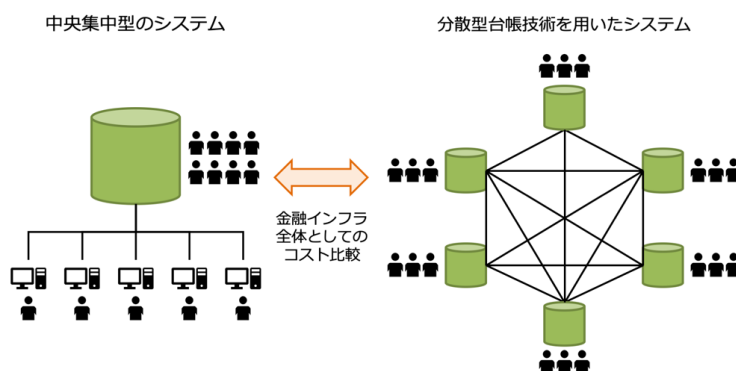 中央集中型のシステム
分散型台帳技術を用いたシステム
金融インフラ
全体としての
コスト比較